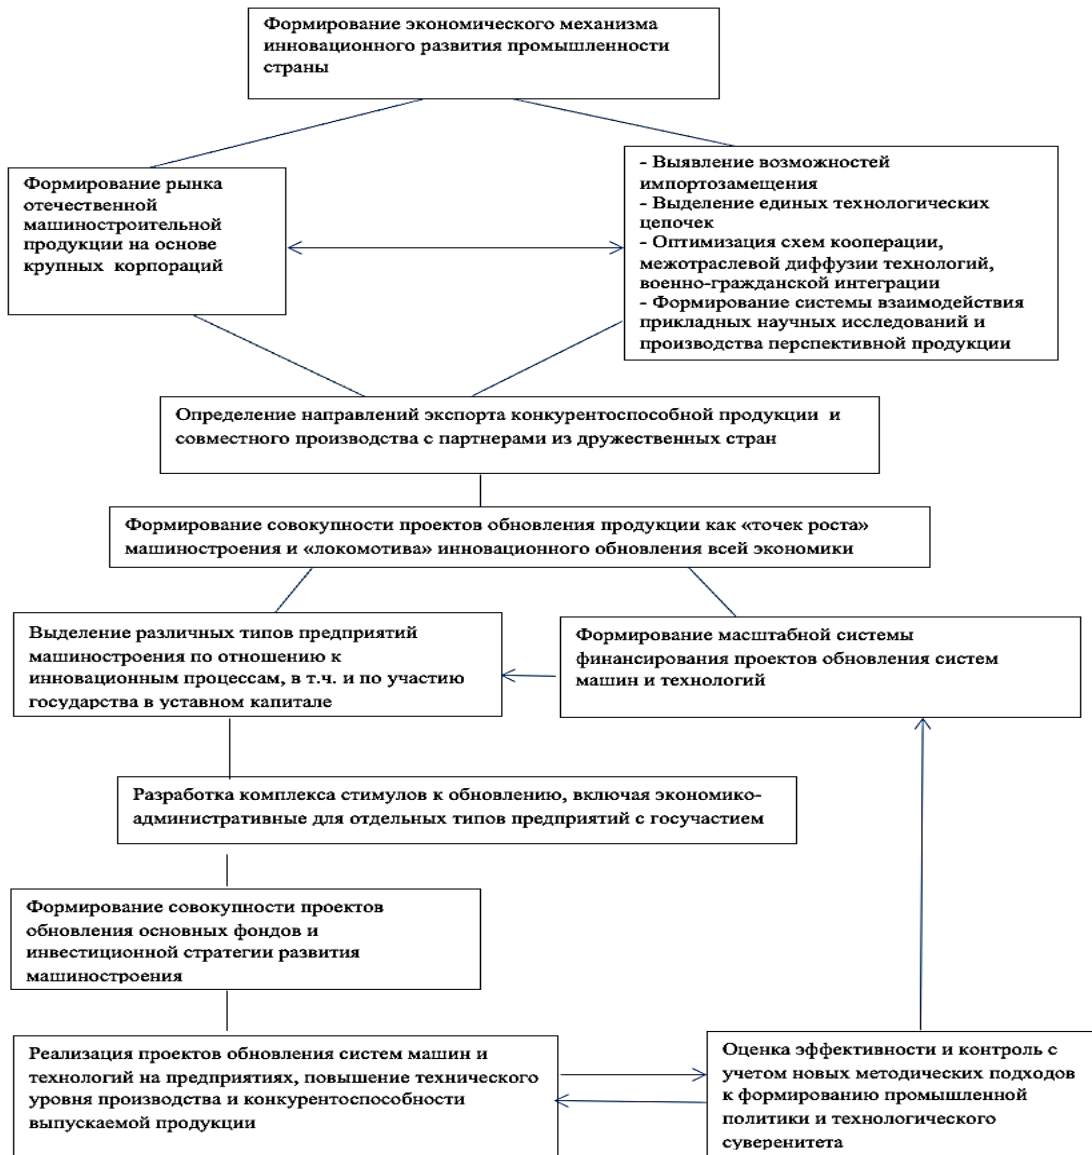 Формирование экономического механизма
инновационного развития промышленности
страны
Формирование рынка
отечественной
машиностроительной
продукции на основе
крупных корпораций
- Выявление возможностей
импортозамещения
- Выделение единых технологических
цепочек
- Оптимизация схем кооперации,
межотраслевой диффузии технологий,
военно-гражданской интеграции
- Формирование системы взаимодействия
прикладных научных исследований и
производства перспективной продукции
Определение направлений экспорта конкурентоспособной продукции и
совместного производства с партнерами из дружественных стран
Формирование совокупности проектов обновления продукции как «точек роста»
машиностроения и «локомотива» инновационного обновления всей экономики
Выделение различных типов предприятий
машиностроения по отношению к
инновационным процессам, в т.ч. и по участию
государства в уставном капитале
Формирование масштабной системы
финансирования проектов обновления систем
машин и технологий
Разработка комплекса стимулов к обновлению, включая экономико-
административные для отдельных типов предприятий с госучастием
Формирование совокупности проектов
обновления основных фондов и
инвестиционной стратегии развития
машиностроения
Реализация проектов обновления систем машин и
технологий на предприятиях, повышение технического
уровня производства и конкурентоспособности
выпускаемой продукции
Оценка эффективности и контроль с
учетом новых методических подходов
к формированию промышленной
политики и технологического
суверенитета